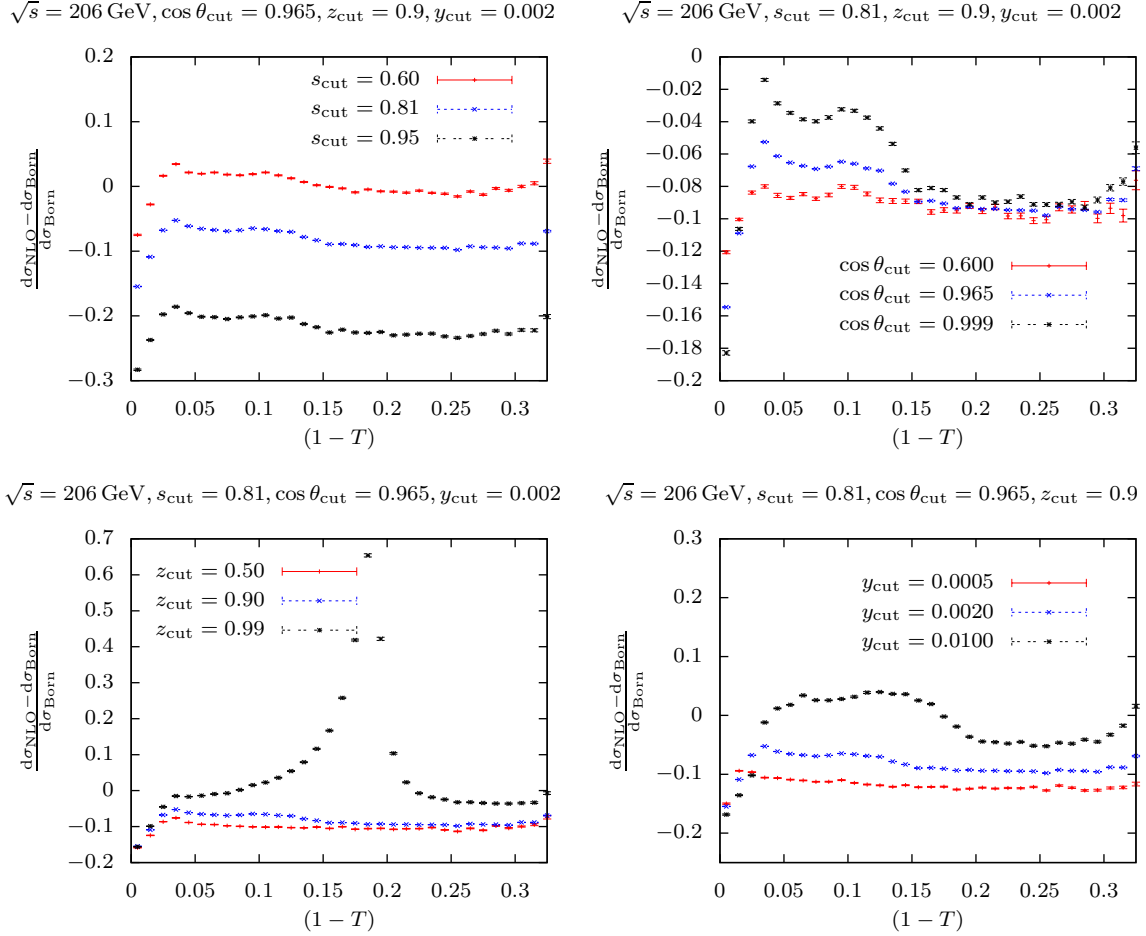 √s = 206 GeV, cos θcut = 0.965, zcut = 0.9, ycut = 0.002
0.2
0.1
0
−0.1
−0.2
−0.3
0 0.05 0.1 0.15 0.2 0.25 0.3
(1 − T)
dσNLO−dσBorn
dσBorn
scut = 0.60
scut = 0.81
scut = 0.95
√s = 206 GeV, scut = 0.81, zcut = 0.9, ycut = 0.002
0
−0.02
−0.04
−0.06
−0.08
−0.1
−0.12
−0.14
−0.16
−0.18
−0.2
0 0.05 0.1 0.15 0.2 0.25 0.3
(1 − T)
dσNLO−dσBorn
dσBorn
cos θcut = 0.600
cos θcut = 0.965
cos θcut = 0.999
√s = 206 GeV, scut = 0.81, cos θcut = 0.965, ycut = 0.002
0.7
0.6
0.5
0.4
0.3
0.2
0.1
0
−0.1
−0.2
0 0.05 0.1 0.15 0.2 0.25 0.3
(1 − T)
dσNLO−dσBorn
dσBorn
zcut = 0.50
zcut = 0.90
zcut = 0.99
√s = 206 GeV, scut = 0.81, cos θcut = 0.965, zcut = 0.9
0.3
0.2
0.1
0
−0.1
−0.2
0 0.05 0.1 0.15 0.2 0.25 0.3
(1 − T)
dσNLO−dσBorn
dσBorn
ycut = 0.0005
ycut = 0.0020
ycut = 0.0100